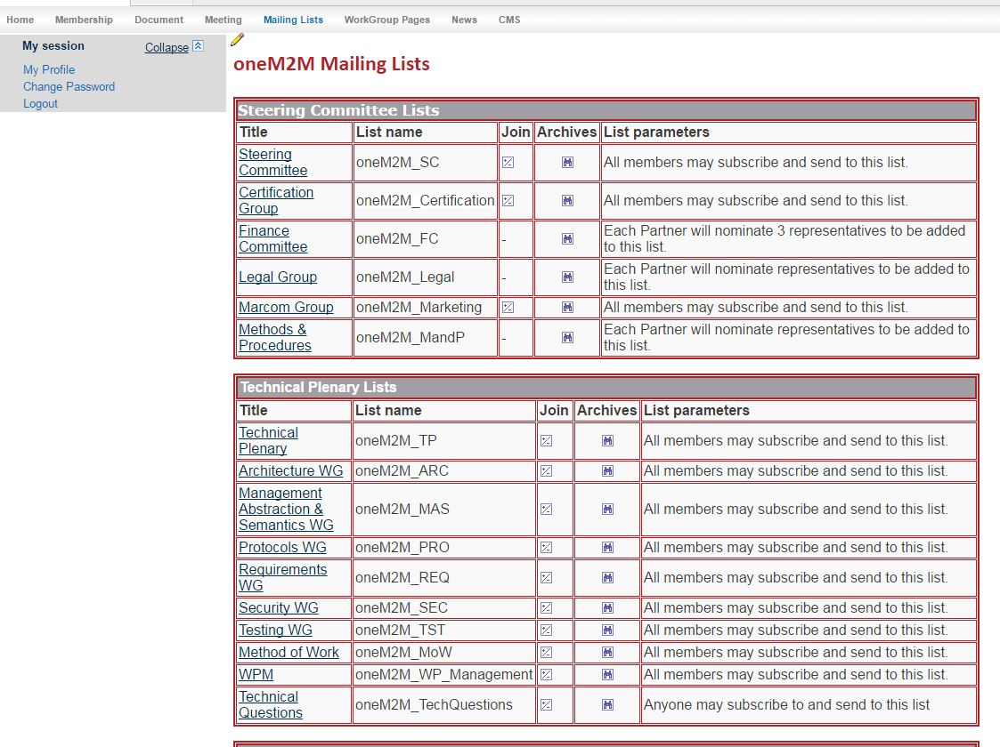 Home Membership Document Meeting Mailing Lists WorkGroup Pages News CMS
My session Collapse
My Profile
Change Password
Logout
oneM2M Mailing Lists
Steering Committee Lists
Title List name Join Archives List parameters
Steering
Committee oneM2M_SC All members may subscribe and send to this list.
Certification
Group oneM2M_Certification All members may subscribe and send to this list.
Finance
Committee oneM2M_FC - Each Partner will nominate 3 representatives to be added
to this list.
Legal Group oneM2M_Legal - Each Partner will nominate representatives to be added to
this list.
Marcom Group oneM2M_Marketing All members may subscribe and send to this list.
Methods &
Procedures oneM2M_MandP - Each Partner will nominate representatives to be added to
this list.
Technical Plenary Lists
Title List name Join Archives List parameters
Technical
Plenary oneM2M_TP All members may subscribe and send to this list.
Architecture WG oneM2M_ARC All members may subscribe and send to this list.
Management
Abstraction &
Semantics WG oneM2M_MAS All members may subscribe and send to this list.
Protocols WG oneM2M_PRO All members may subscribe and send to this list.
Requirements
WG oneM2M_REQ All members may subscribe and send to this list.
Security WG oneM2M_SEC All members may subscribe and send to this list.
Testing WG oneM2M_TST All members may subscribe and send to this list.
Method of Work oneM2M_MoW All members may subscribe and send to this list.
WPM oneM2M_WP_Management All members may subscribe and send to this list.
Technical
Questions oneM2M_TechQuestions Anyone may subscribe to and send to this list